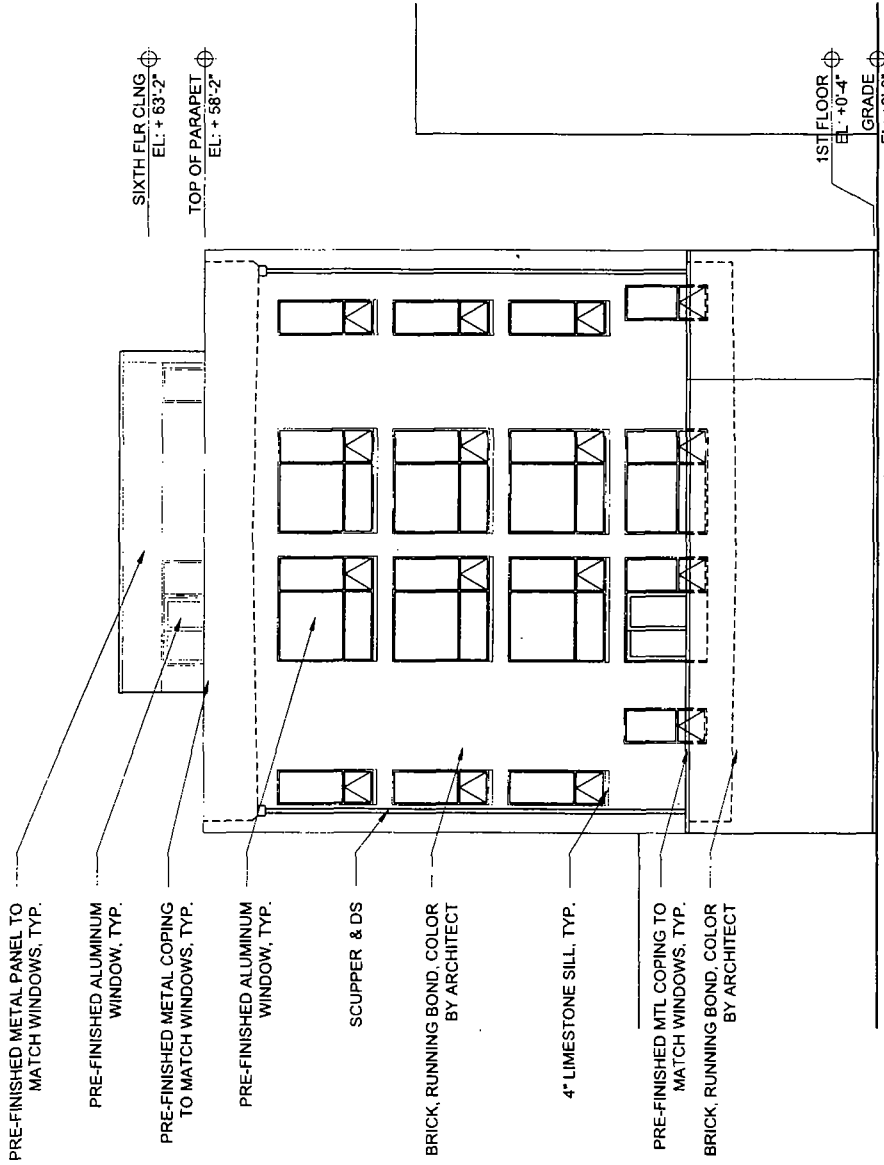 PRE-FINISHED METAL PANEL TO
MATCH WINDOWS, TYP.
PRE-FINISHED ALUMINUM
WINDOW, TYP.
PRE-FINISHED METAL COPING
TO MATCH WINDOWS, TYP.
PRE-FINISHED ALUMINUM
WINDOW, TYP.
SCUPPER & DS
BRICK, RUNNING BOND, COLOR
BY ARCHITECT
4" LIMESTONE SILL, TYP.
PRE-FINISHED MTL COPING TO
MATCH WINDOWS, TYP.
BRICK, RUNNING BOND, COLOR
BY ARCHITECT
SIXTH FLR CLNG
EL: + 63'-2"
TOP OF PARAPET
EL: + 58'-2"
1ST FLOOR
EL: +0'-4"
GRADE